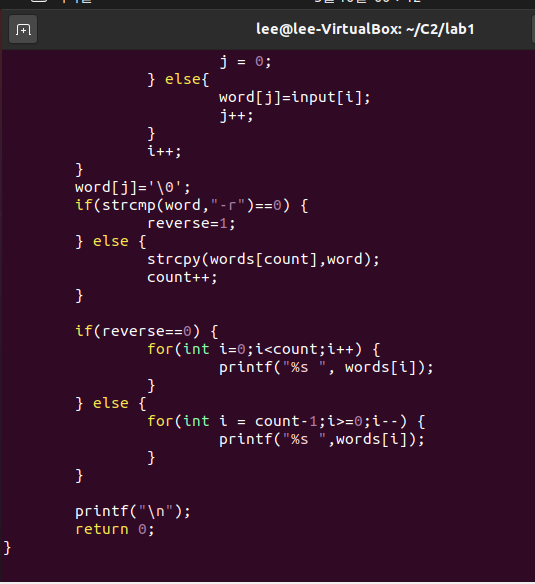 lee@lee-VirtualBox: ~/C2/lab1
j = 0;
} else{
word[j]=input[i];
j++;
}
i++;
}
word[j]='\0';
if(strcmp(word,"-r")==0) {
reverse=1;
} else {
strcpy(words[count],word);
count++;
}
if(reverse==0) {
for(int i=0;i<count;i++) {
printf("%s ", words[i]);
}
} else {
for(int i = count-1;i>=0;i--) {
printf("%s ",words[i]);
}
}
printf("\n");
return 0;
}